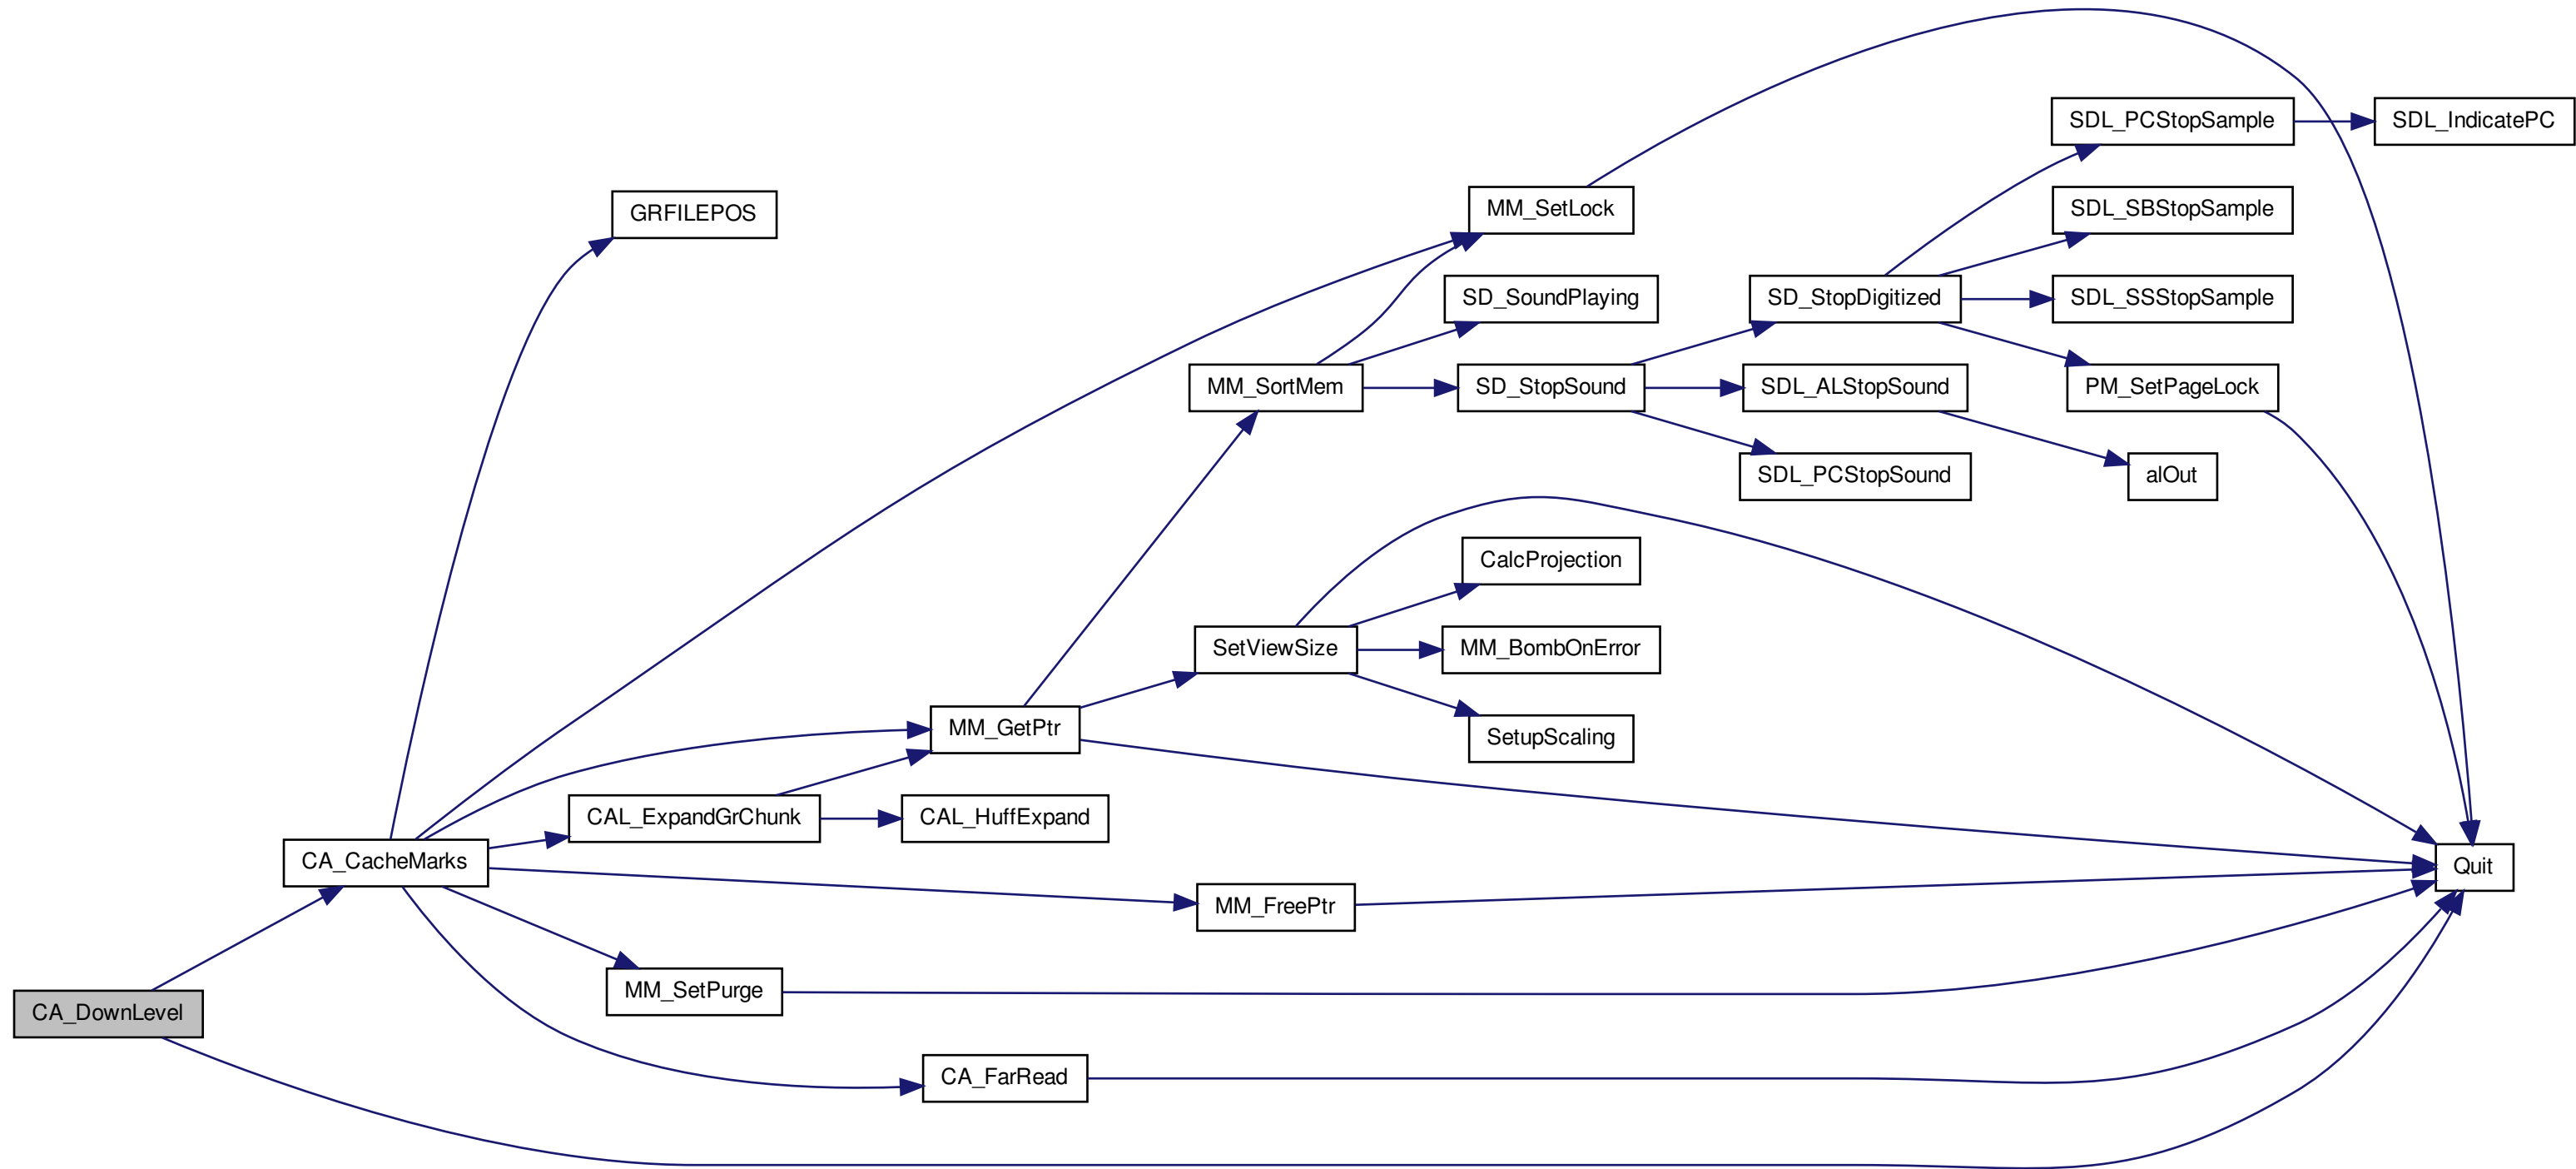 SDL_PCStopSample
SDL_IndicatePC
GRFILEPOS
MM_SetLock
SDL_SBStopSample
SD_SoundPlaying
SD_StopDigitized
SDL_SSStopSample
MM_SortMem
SD_StopSound
SDL_ALStopSound
PM_SetPageLock
SDL_PCStopSound
alOut
CalcProjection
SetViewSize
MM_BombOnError
MM_GetPtr
SetupScaling
CAL_ExpandGrChunk
CAL_HuffExpand
CA_CacheMarks
Quit
MM_FreePtr
MM_SetPurge
CA_DownLevel
CA_FarRead